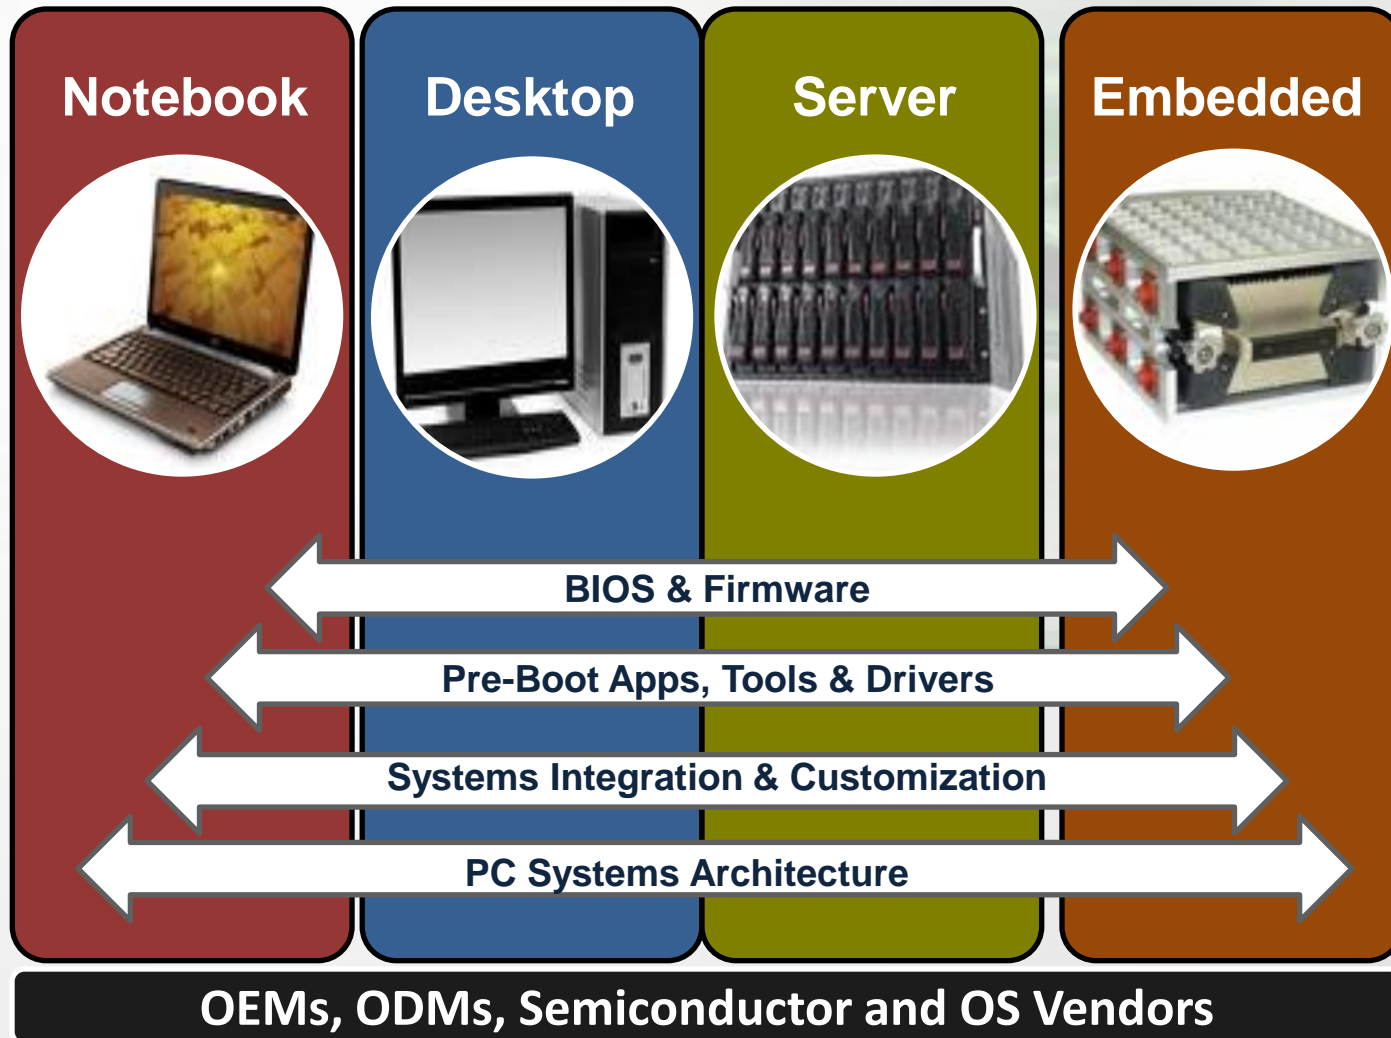 Notebook
Desktop
Server
Embedded
BIOS & Firmware
Pre-Boot Apps, Tools & Drivers
Systems Integration & Customization
PC Systems Architecture
OEMs, ODMs, Semiconductor and OS Vendors